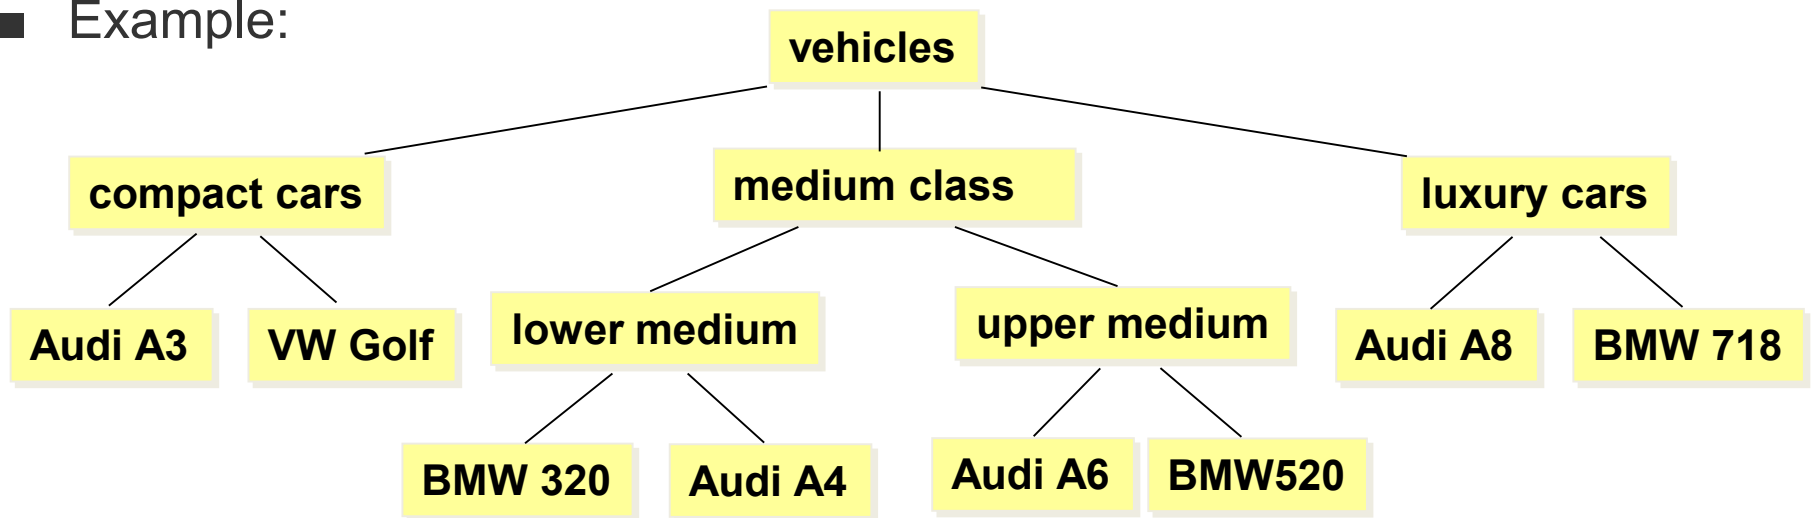 ■ Example:
vehicles
compact cars
medium class
luxury cars
Audi A3
VW Golf
lower medium
upper medium
Audi A8
BMW 718
BMW 320
Audi A4
Audi A6
BMW520